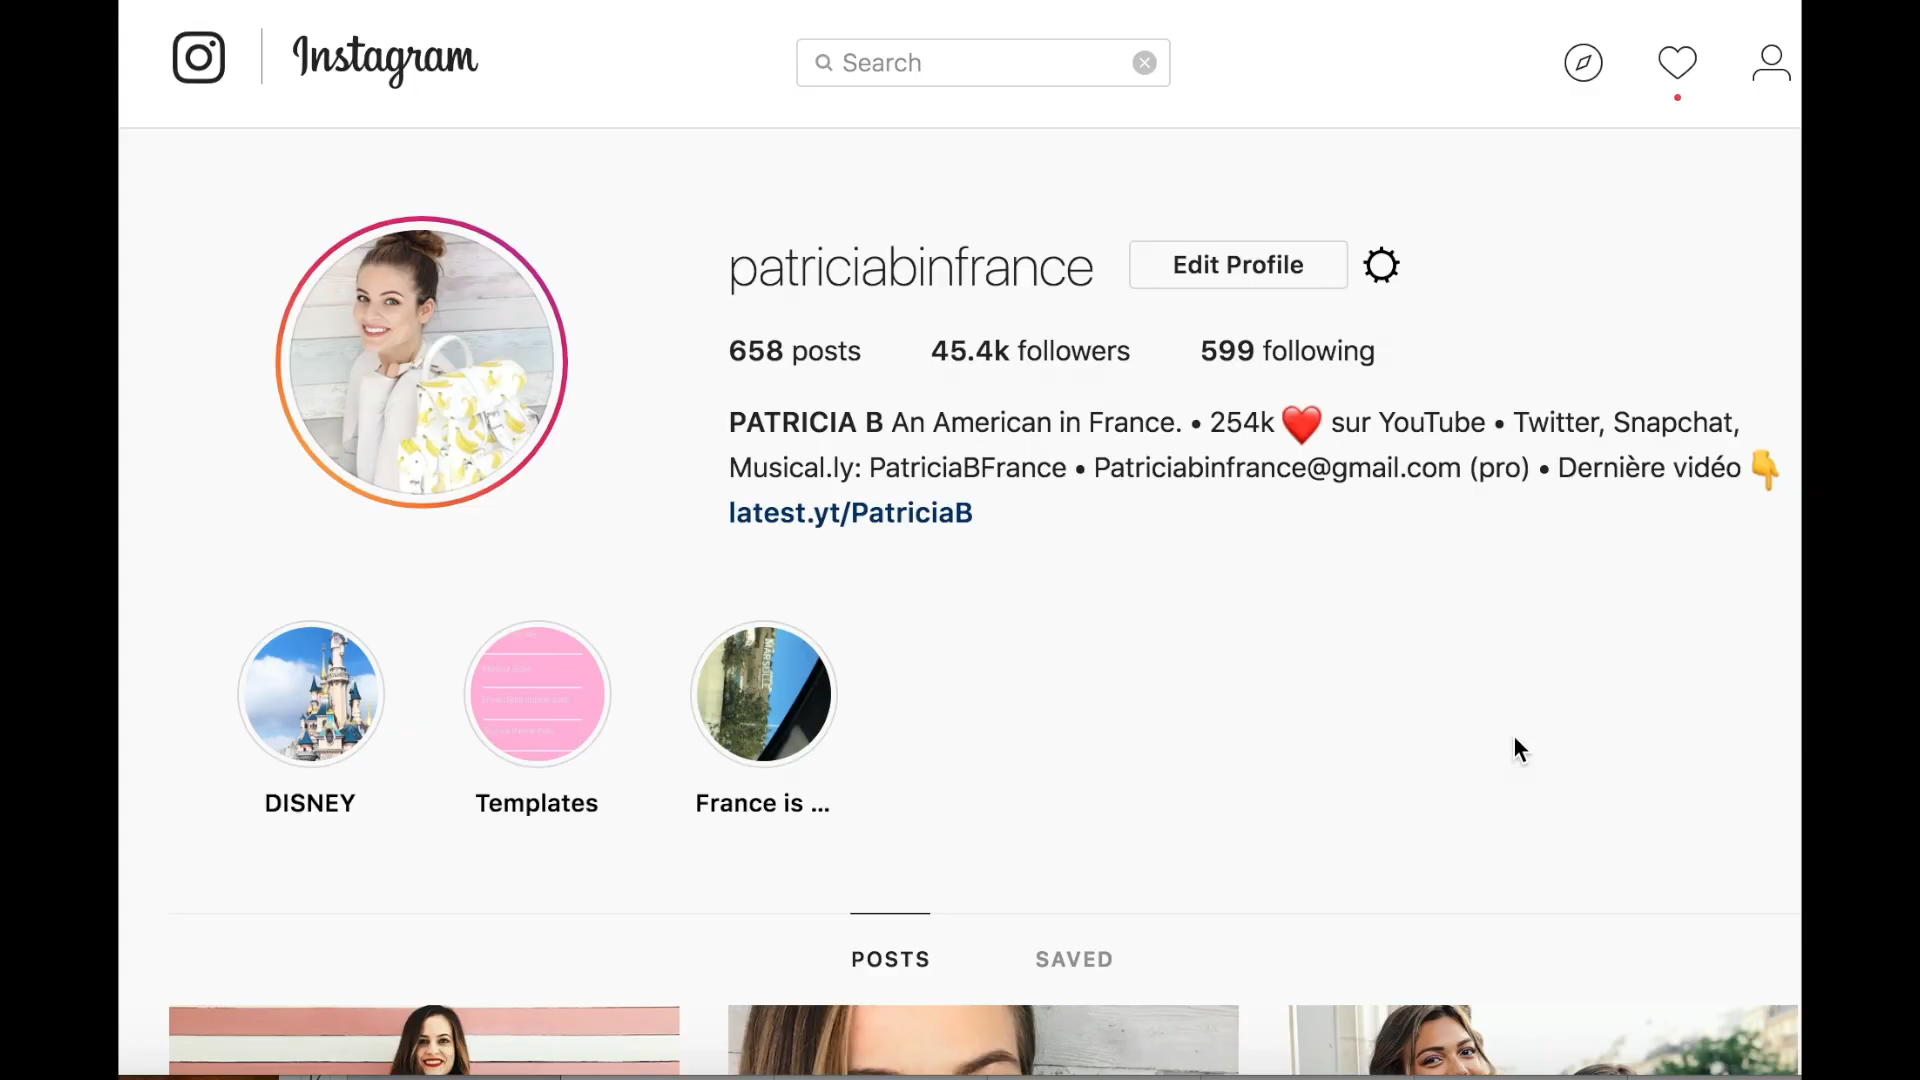 Instagram
Search
patriciabinfrance
Edit Profile
658 posts
45.4k followers
599 following
PATRICIA B An American in France. • 254k ❤️ sur YouTube • Twitter, Snapchat,
Musical.ly: PatriciaBFrance • Patriciabinfrance@gmail.com (pro) • Dernière vidéo 👇
latest.yt/PatriciaB
MARSEILLE
DISNEY
Templates
France is ...
POSTS
SAVED